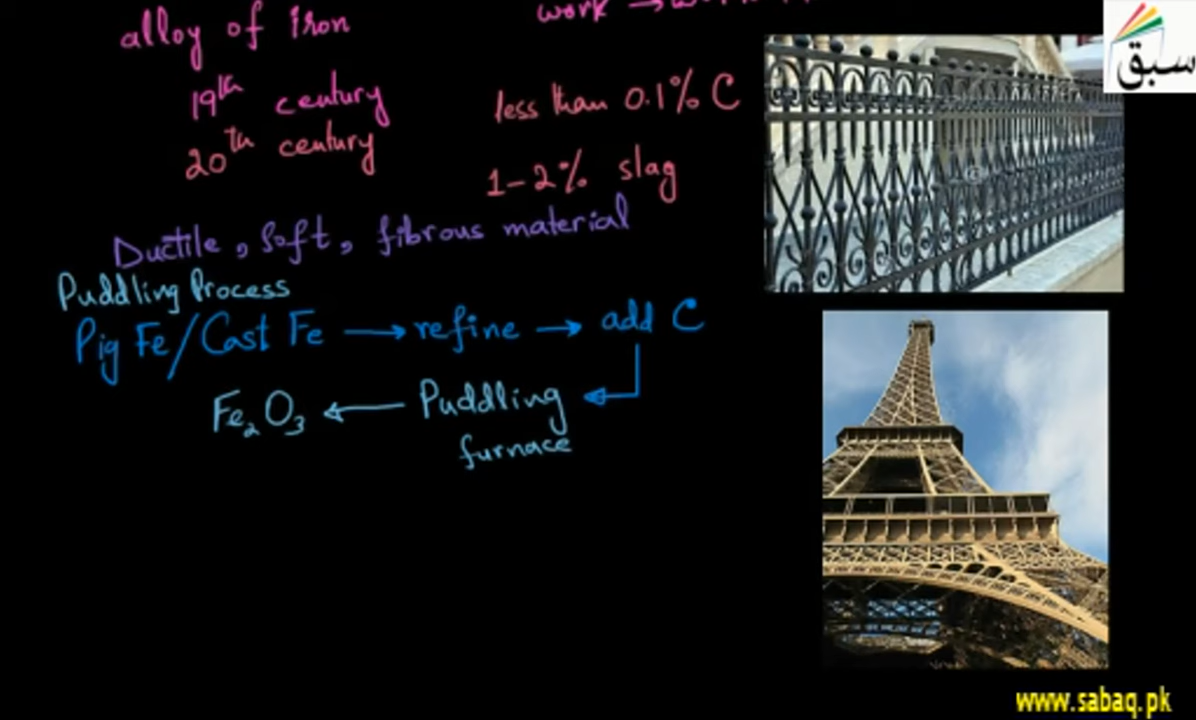 alloy of iron
work →
19th century
less than 0.1% C
20th century
1-2% slag
Ductile, Soft, fibrous material
Puddling Process
Pig Fe/Cast Fe → refine → add C
Fe₂O₃ ← Puddling
furnace
سبق
www.sabaq.pk